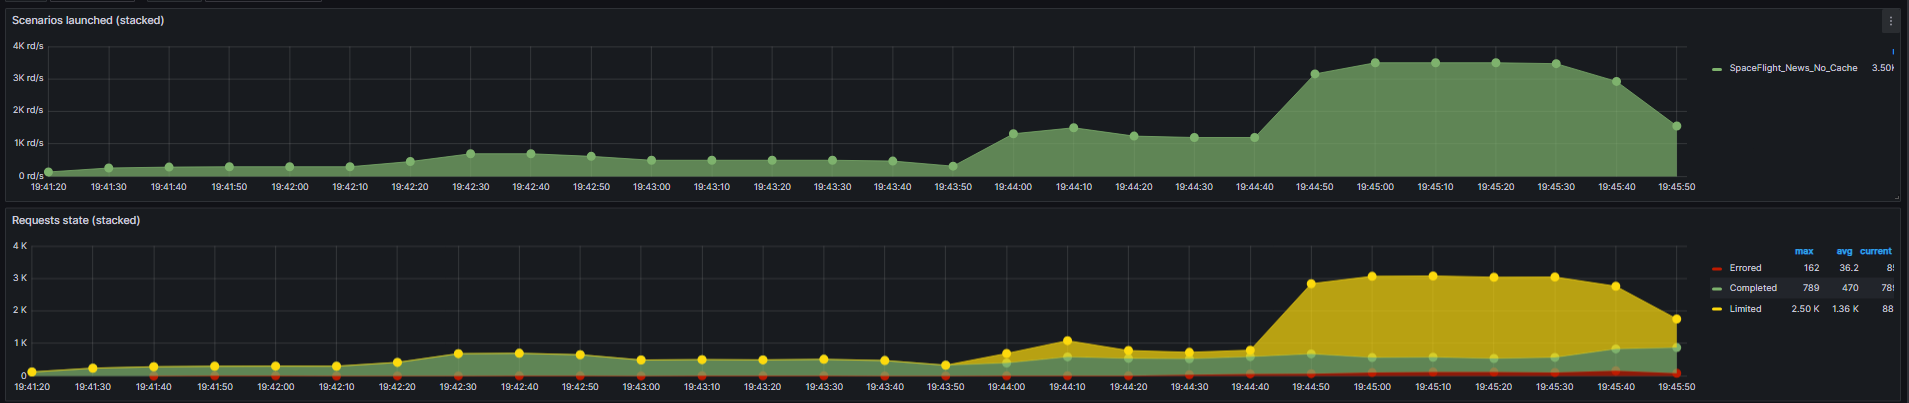 Scenarios launched (stacked)
4K rd/s
3K rd/s
2K rd/s
1K rd/s
0 rd/s
19:41:20 19:41:30 19:41:40 19:41:50 19:42:00 19:42:10 19:42:20 19:42:30 19:42:40 19:42:50 19:43:00 19:43:10 19:43:20 19:43:30 19:43:40 19:43:50 19:44:00 19:44:10 19:44:20 19:44:30 19:44:40 19:44:50 19:45:00 19:45:10 19:45:20 19:45:30 19:45:40 19:45:50
SpaceFlight_News_No_Cache 3.50K
Requests state (stacked)
4 K
3 K
2 K
1 K
0
19:41:20 19:41:30 19:41:40 19:41:50 19:42:00 19:42:10 19:42:20 19:42:30 19:42:40 19:42:50 19:43:00 19:43:10 19:43:20 19:43:30 19:43:40 19:43:50 19:44:00 19:44:10 19:44:20 19:44:30 19:44:40 19:44:50 19:45:00 19:45:10 19:45:20 19:45:30 19:45:40 19:45:50
max avg current
Errored 162 36.2
Completed 789 470 789
Limited 2.50 K 1.36 K 88